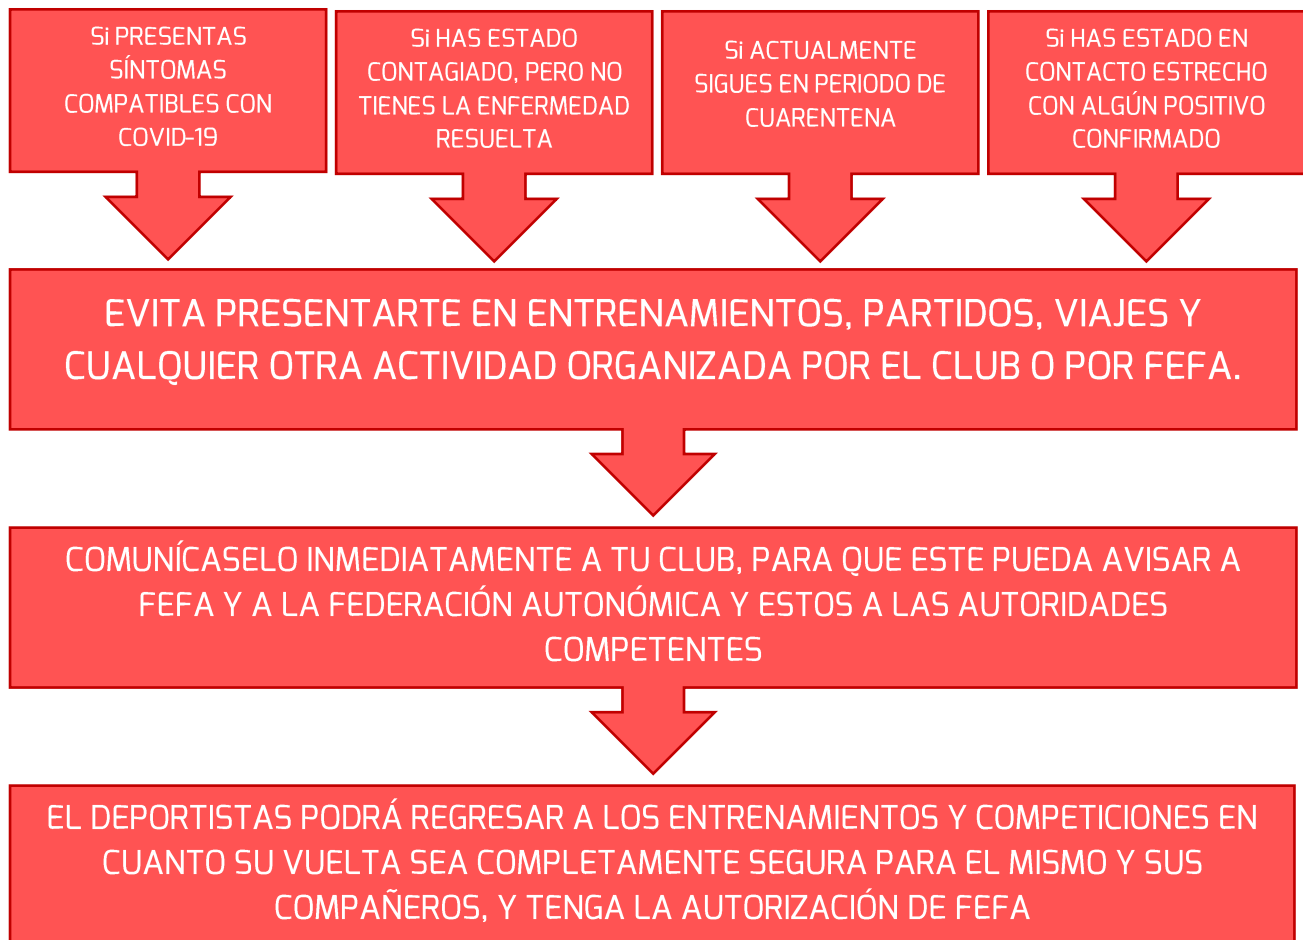 Si PRESENTAS
SÍNTOMAS
COMPATIBLES CON
COVID-19
Si HAS ESTADO
CONTAGIADO, PERO NO
TIENES LA ENFERMEDAD
RESUELTA
Si ACTUALMENTE
SIGUES EN PERIODO DE
CUARENTENA
Si HAS ESTADO EN
CONTACTO ESTRECHO
CON ALGÚN POSITIVO
CONFIRMADO
EVITA PRESENTARTE EN ENTRENAMIENTOS, PARTIDOS, VIAJES Y
CUALQUIER OTRA ACTIVIDAD ORGANIZADA POR EL CLUB O POR FEFA.
COMUNÍCASELO INMEDIATAMENTE A TU CLUB, PARA QUE ESTE PUEDA AVISAR A
FEFA Y A LA FEDERACIÓN AUTONÓMICA Y ESTOS A LAS AUTORIDADES
COMPETENTES
EL DEPORTISTAS PODRÁ REGRESAR A LOS ENTRENAMIENTOS Y COMPETICIONES EN
CUANTO SU VUELTA SEA COMPLETAMENTE SEGURA PARA EL MISMO Y SUS
COMPAÑEROS, Y TENGA LA AUTORIZACIÓN DE FEFA